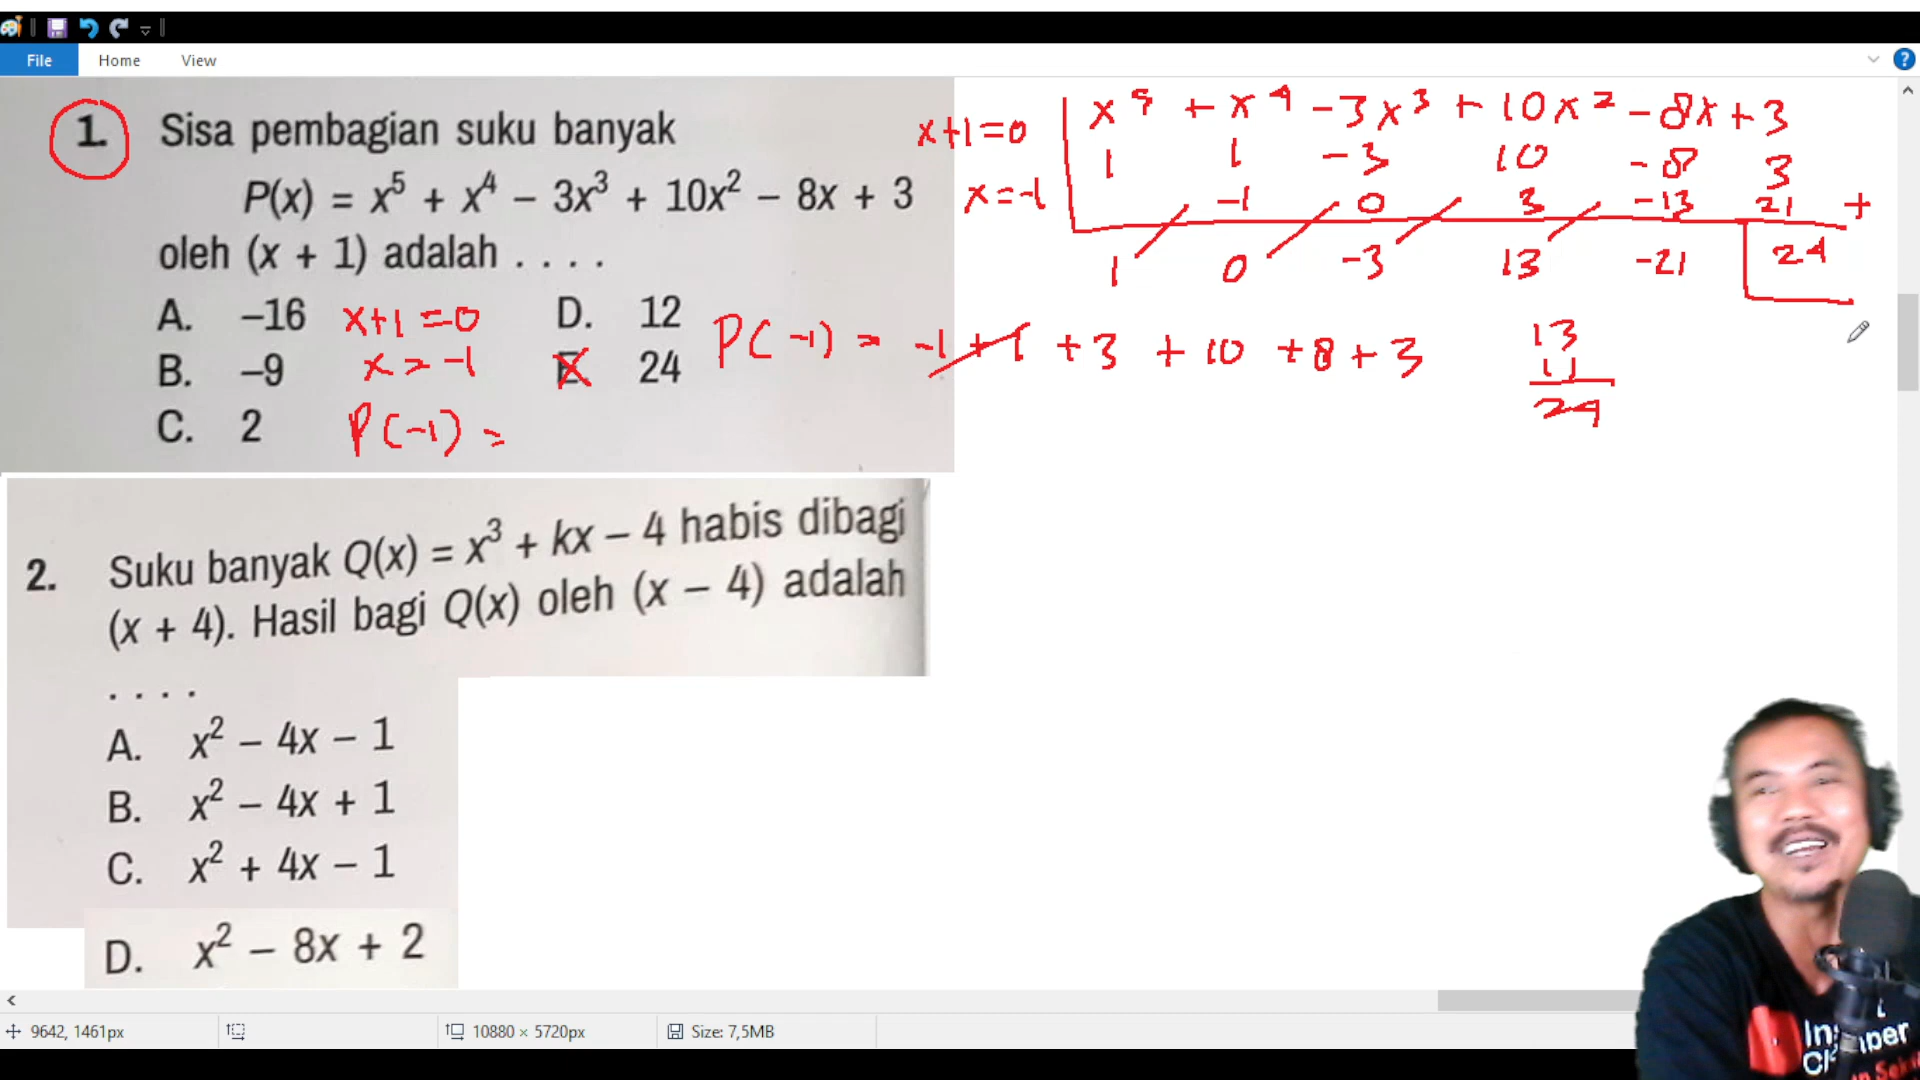 File Home View
1. Sisa pembagian suku banyak
P(x) = x⁵ + x⁴ − 3x³ + 10x² − 8x + 3
oleh (x + 1) adalah . . . .
A. −16
B. −9
C. 2
D. 12
E. 24
x+1=0
x = -1
P(-1) =
x+1=0
x=-1
x⁵ + x⁴ -3x³ + 10x² -8x +3
1 1 -3 10 -8 3
-1 0 3 -13 21 +
1 0 -3 13 -21 24
P(-1) = -1 +1 +3 +10 +8 +3
13
11
24
2. Suku banyak Q(x) = x³ + kx − 4 habis dibagi
(x + 4). Hasil bagi Q(x) oleh (x − 4) adalah
. . . .
A. x² − 4x − 1
B. x² − 4x + 1
C. x² + 4x − 1
D. x² − 8x + 2
9642, 1461px 10880 × 5720px Size: 7,5MB